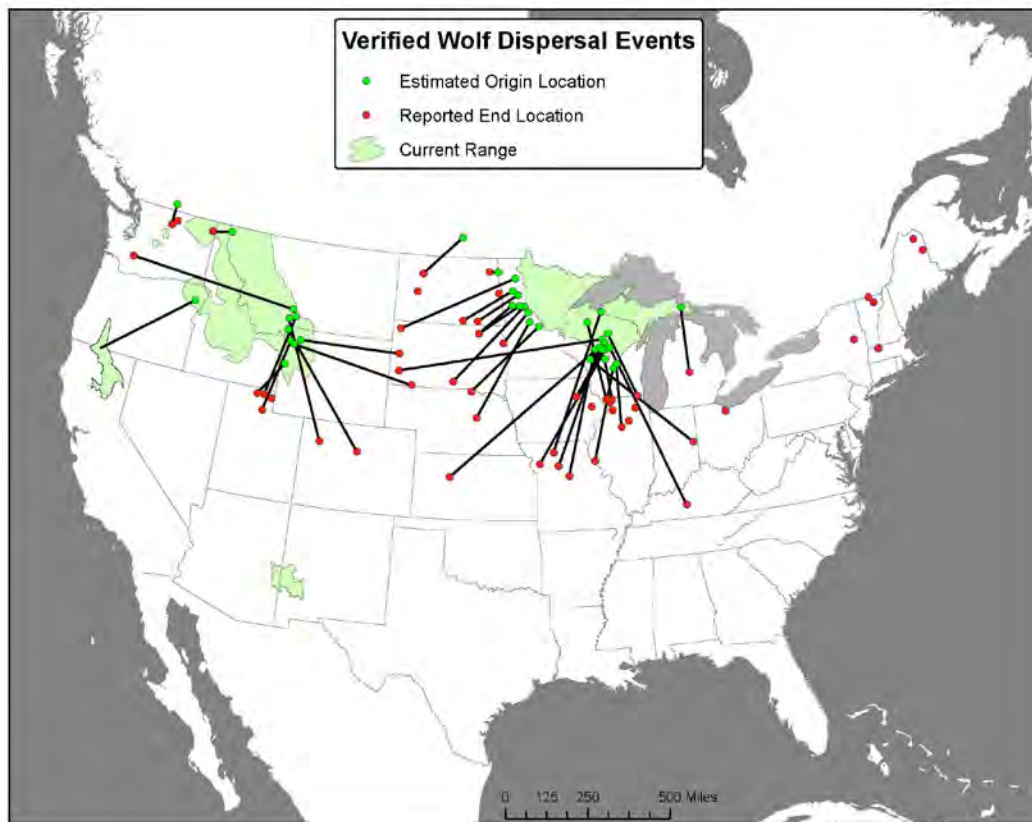 Verified Wolf Dispersal Events
Estimated Origin Location
Reported End Location
Current Range
0 125 250 500 Miles